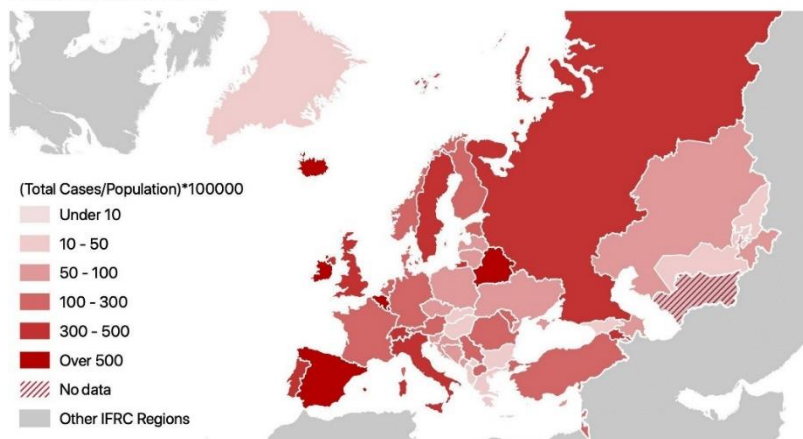 (Total Cases/Population)*100000
Under 10
10 - 50
50 - 100
100 - 300
300 - 500
Over 500
No data
Other IFRC Regions